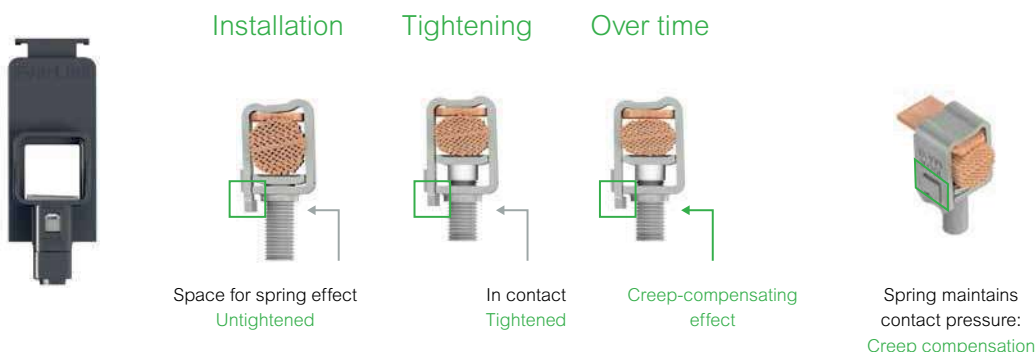 Installation
Tightening
Over time
Space for spring effect
Untightened
In contact
Tightened
Creep-compensating
effect
Spring maintains
contact pressure:
Creep compensation